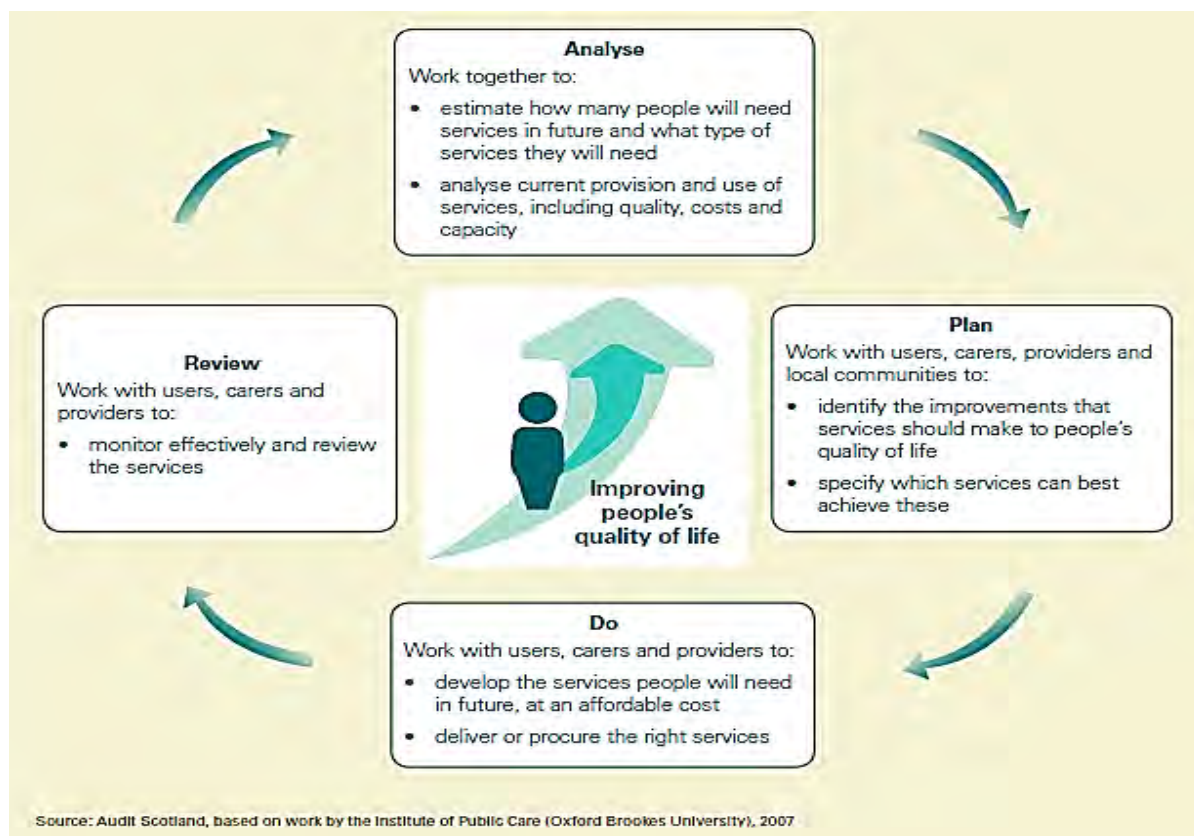 Analyse
Work together to:
• estimate how many people will need
services in future and what type of
services they will need
• analyse current provision and use of
services, including quality, costs and
capacity
Plan
Work with users, carers, providers and
local communities to:
• identify the improvements that
services should make to people's
quality of life
• specify which services can best
achieve these
Do
Work with users, carers and providers to:
• develop the services people will need
in future, at an affordable cost
• deliver or procure the right services
Review
Work with users, carers and
providers to:
• monitor effectively and review
the services
Improving
people's
quality of life
Source: Audit Scotland, based on work by the Institute of Public Care (Oxford Brookes University), 2007